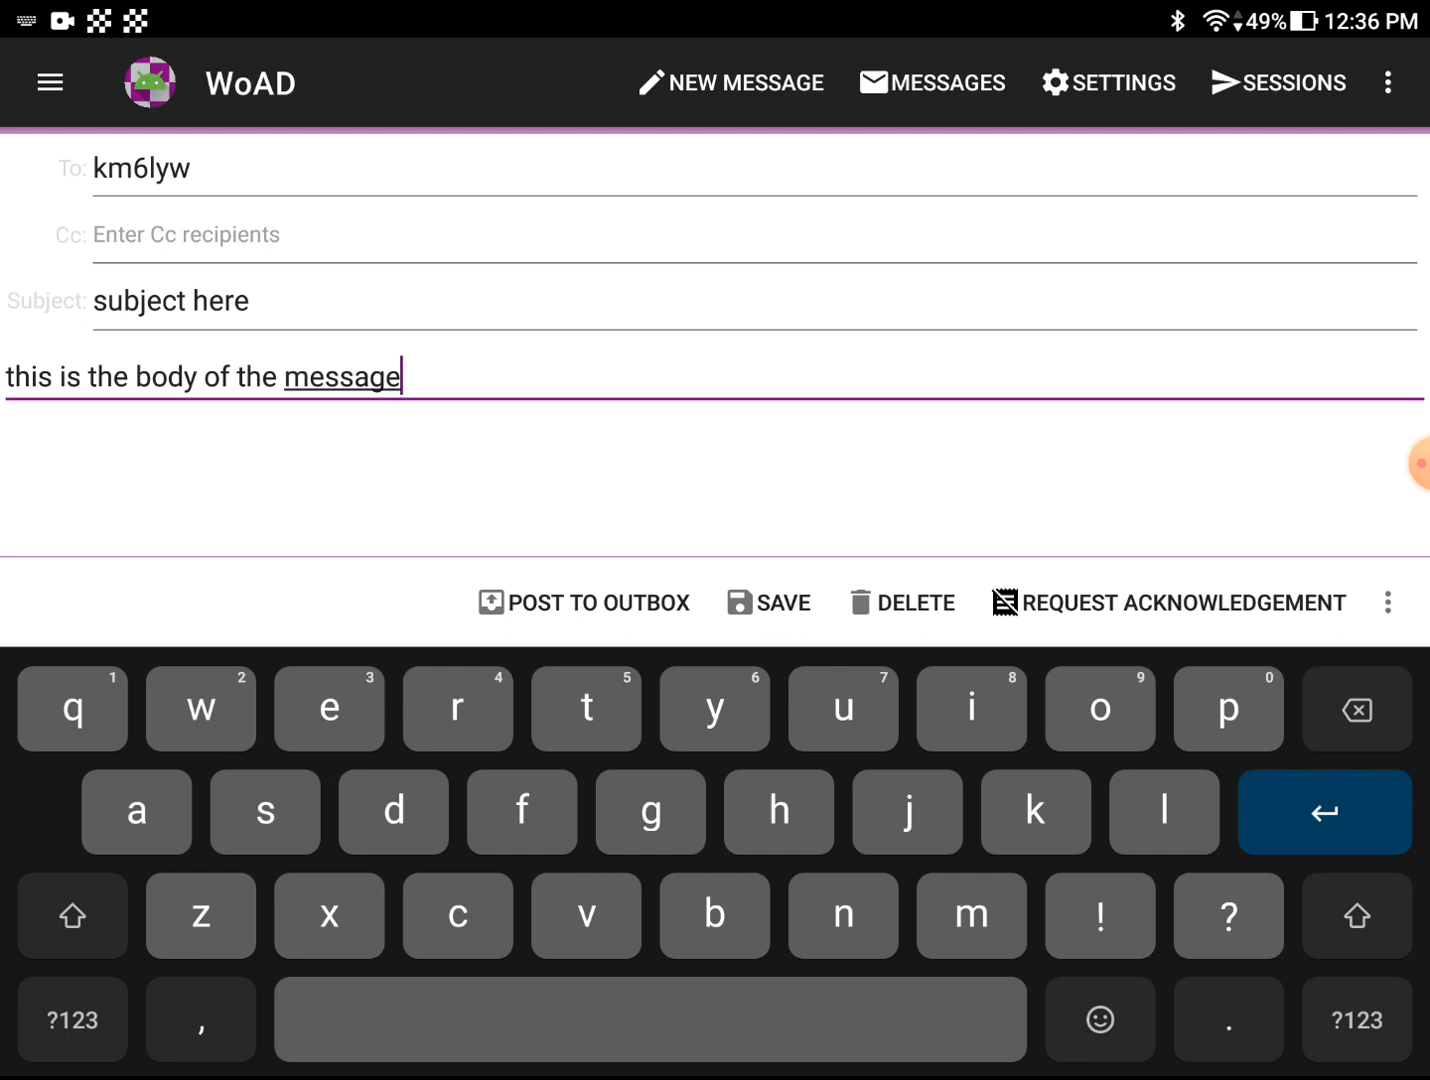 49% 12:36 PM
WoAD NEW MESSAGE MESSAGES SETTINGS SESSIONS
To: km6lyw
Cc: Enter Cc recipients
Subject: subject here
this is the body of the message
POST TO OUTBOX SAVE DELETE REQUEST ACKNOWLEDGEMENT
q 1 w 2 e 3 r 4 t 5 y 6 u 7 i 8 o 9 p 0
a s d f g h j k l
z x c v b n m ! ?
?123 , . ?123